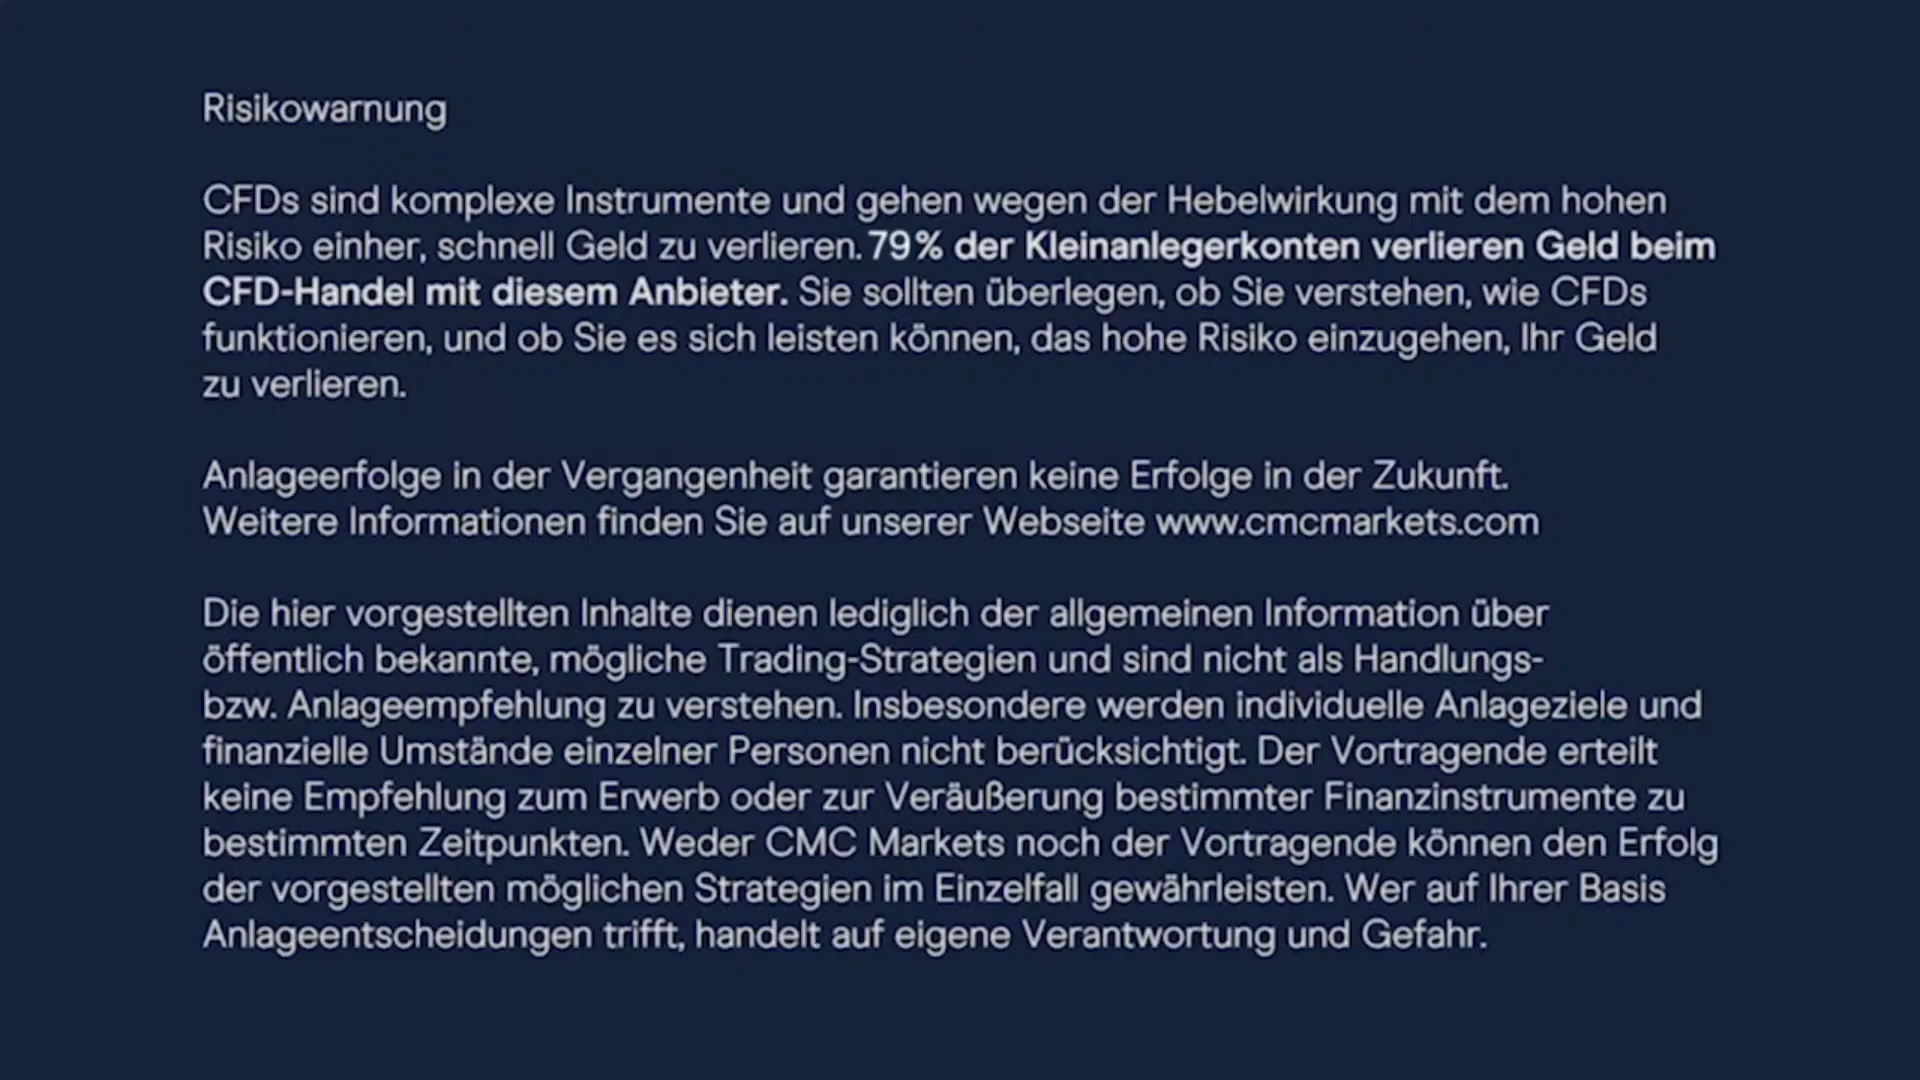 Risikowarnung
CFDs sind komplexe Instrumente und gehen wegen der Hebelwirkung mit dem hohen
Risiko einher, schnell Geld zu verlieren. 79% der Kleinanlegerkonten verlieren Geld beim
CFD-Handel mit diesem Anbieter. Sie sollten überlegen, ob Sie verstehen, wie CFDs
funktionieren, und ob Sie es sich leisten können, das hohe Risiko einzugehen, Ihr Geld
zu verlieren.
Anlageerfolge in der Vergangenheit garantieren keine Erfolge in der Zukunft.
Weitere Informationen finden Sie auf unserer Webseite www.cmcmarkets.com
Die hier vorgestellten Inhalte dienen lediglich der allgemeinen Information über
öffentlich bekannte, mögliche Trading-Strategien und sind nicht als Handlungs-
bzw. Anlageempfehlung zu verstehen. Insbesondere werden individuelle Anlageziele und
finanzielle Umstände einzelner Personen nicht berücksichtigt. Der Vortragende erteilt
keine Empfehlung zum Erwerb oder zur Veräußerung bestimmter Finanzinstrumente zu
bestimmten Zeitpunkten. Weder CMC Markets noch der Vortragende können den Erfolg
der vorgestellten möglichen Strategien im Einzelfall gewährleisten. Wer auf Ihrer Basis
Anlageentscheidungen trifft, handelt auf eigene Verantwortung und Gefahr.